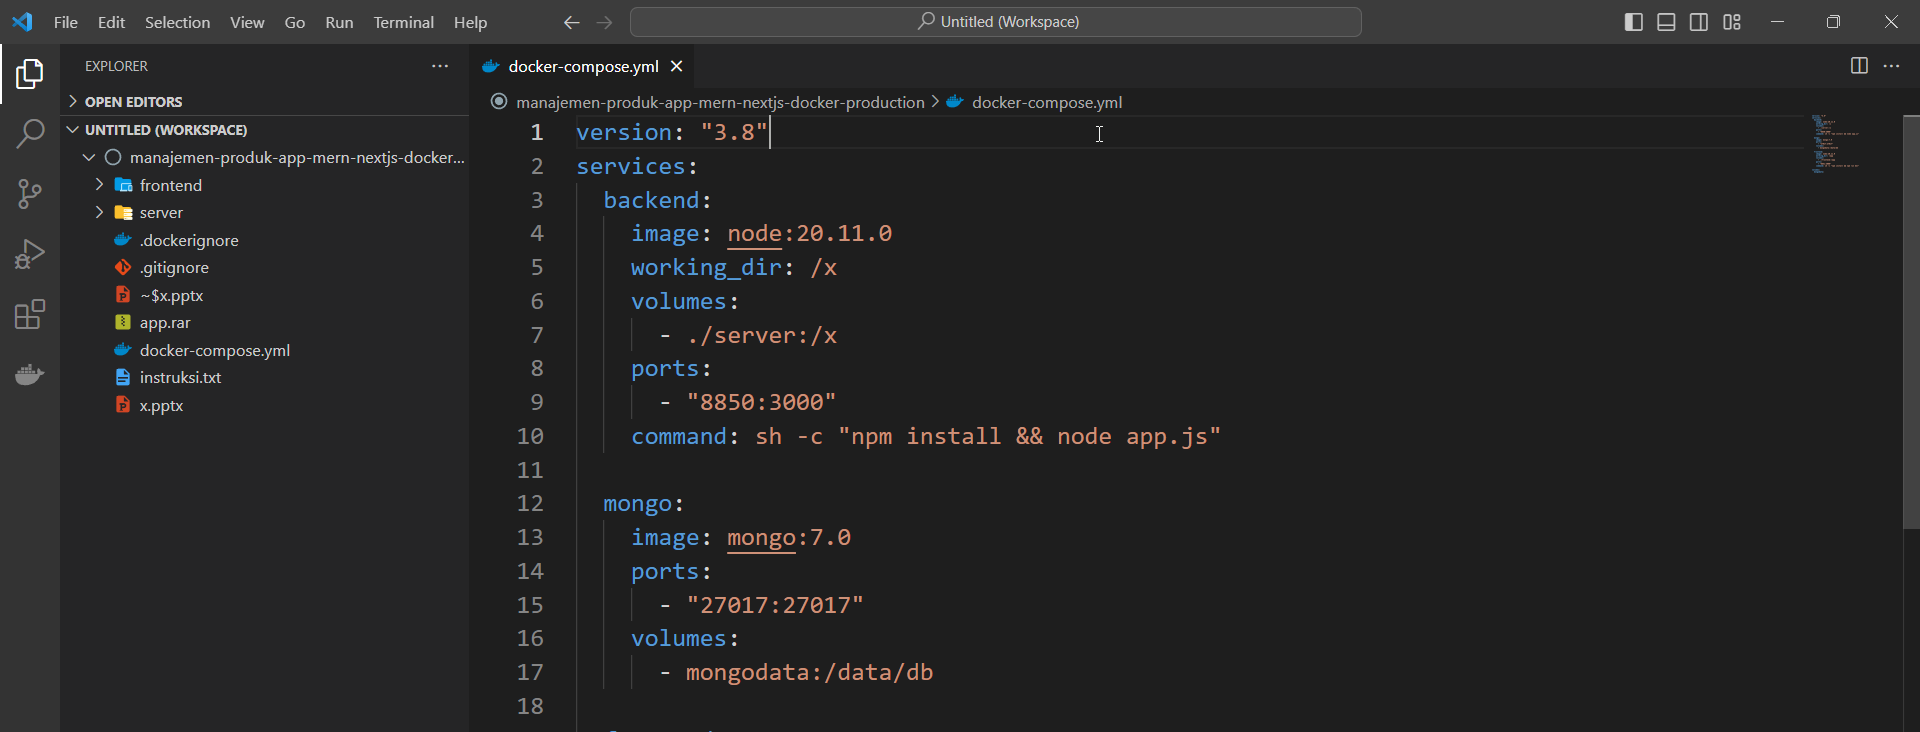 File Edit Selection View Go Run Terminal Help
Untitled (Workspace)
EXPLORER
OPEN EDITORS
UNTITLED (WORKSPACE)
manajemen-produk-app-mern-nextjs-docker...
frontend
server
.dockerignore
.gitignore
~$x.pptx
app.rar
docker-compose.yml
instruksi.txt
x.pptx
docker-compose.yml
manajemen-produk-app-mern-nextjs-docker-production > docker-compose.yml
1 version: "3.8"
2 services:
3   backend:
4     image: node:20.11.0
5     working_dir: /x
6     volumes:
7       - ./server:/x
8     ports:
9       - "8850:3000"
10     command: sh -c "npm install && node app.js"
11
12   mongo:
13     image: mongo:7.0
14     ports:
15       - "27017:27017"
16     volumes:
17       - mongodata:/data/db
18